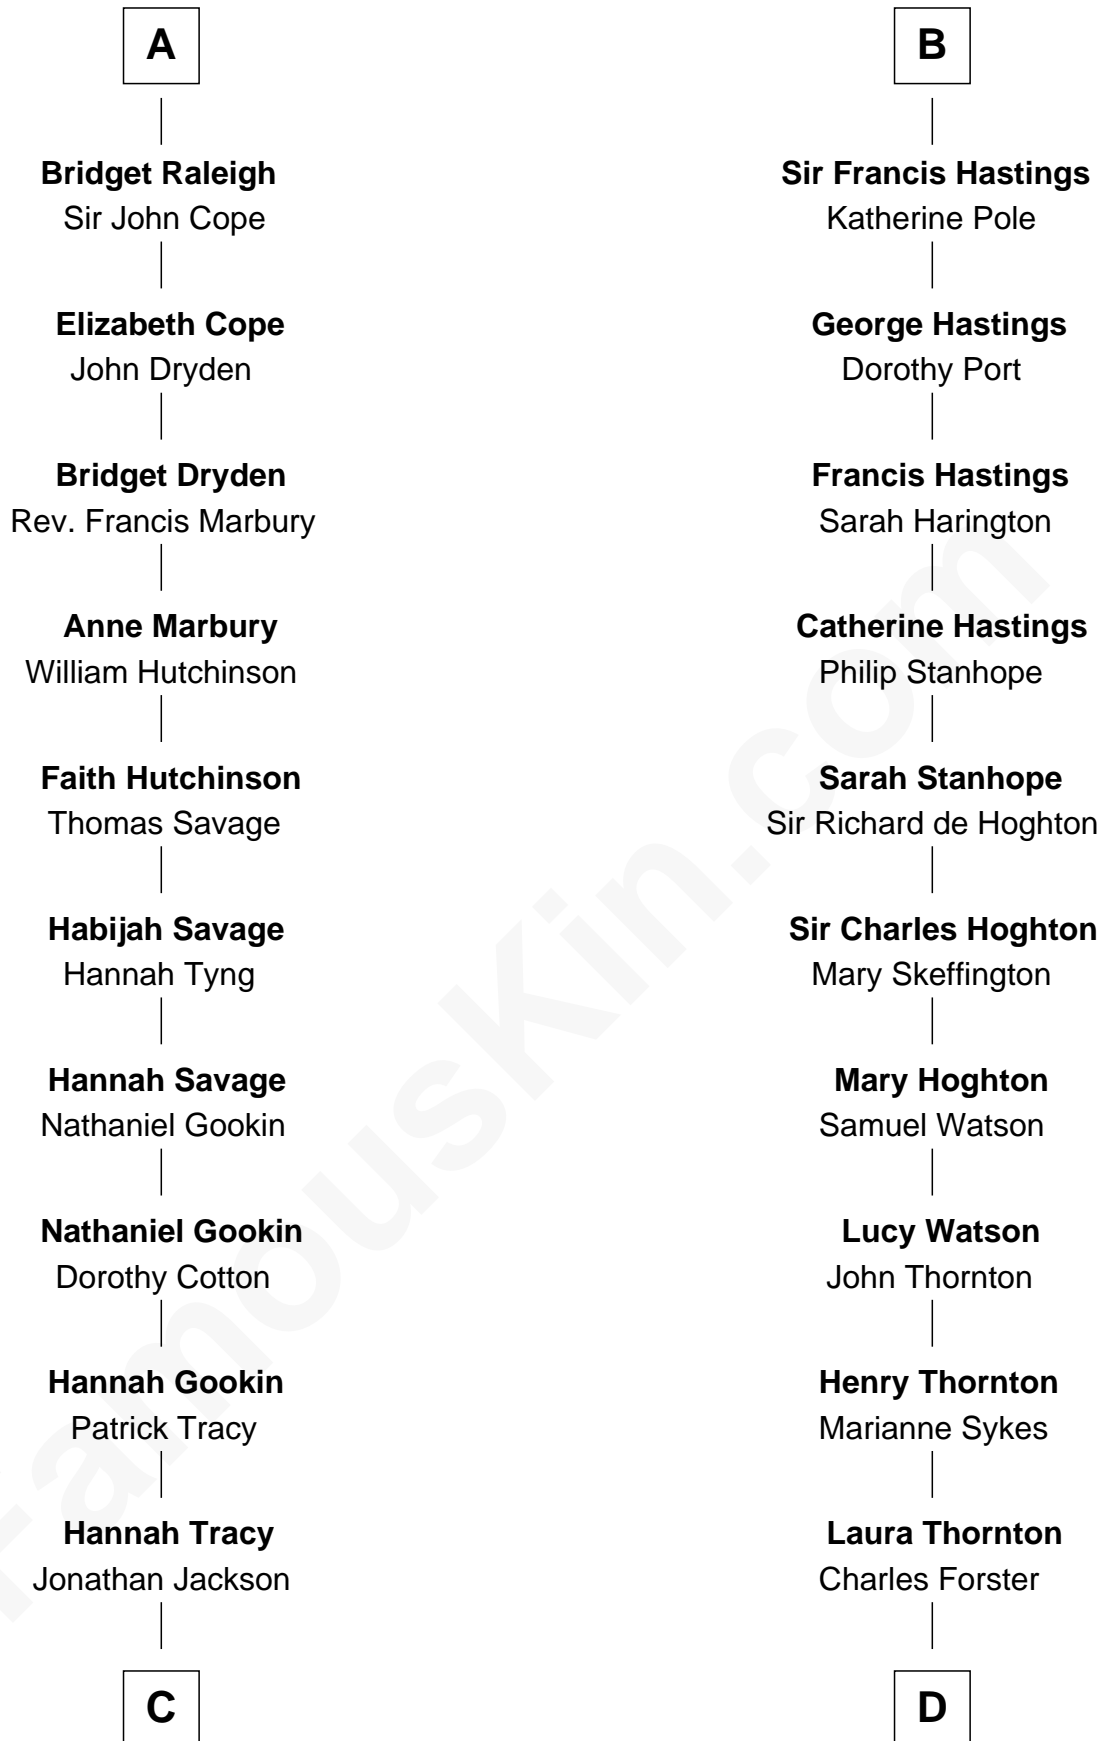 A
Bridget Raleigh
Sir John Cope
Elizabeth Cope
John Dryden
Bridget Dryden
Rev. Francis Marbury
Anne Marbury
William Hutchinson
Faith Hutchinson
Thomas Savage
Habijah Savage
Hannah Tyng
Hannah Savage
Nathaniel Gookin
Nathaniel Gookin
Dorothy Cotton
Hannah Gookin
Patrick Tracy
Hannah Tracy
Jonathan Jackson
C
B
Sir Francis Hastings
Katherine Pole
George Hastings
Dorothy Port
Francis Hastings
Sarah Harington
Catherine Hastings
Philip Stanhope
Sarah Stanhope
Sir Richard de Hoghton
Sir Charles Hoghton
Mary Skeffington
Mary Hoghton
Samuel Watson
Lucy Watson
John Thornton
Henry Thornton
Marianne Sykes
Laura Thornton
Charles Forster
D
FamousKin.com